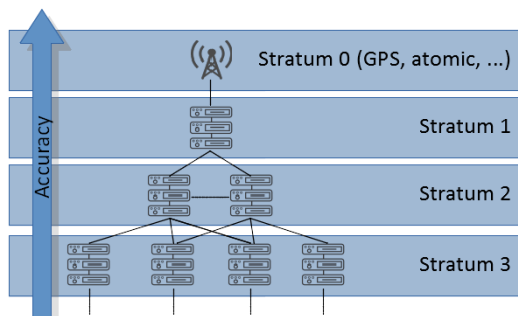 Stratum 0 (GPS, atomic, ...)
Stratum 1
Stratum 2
Stratum 3
Accuracy